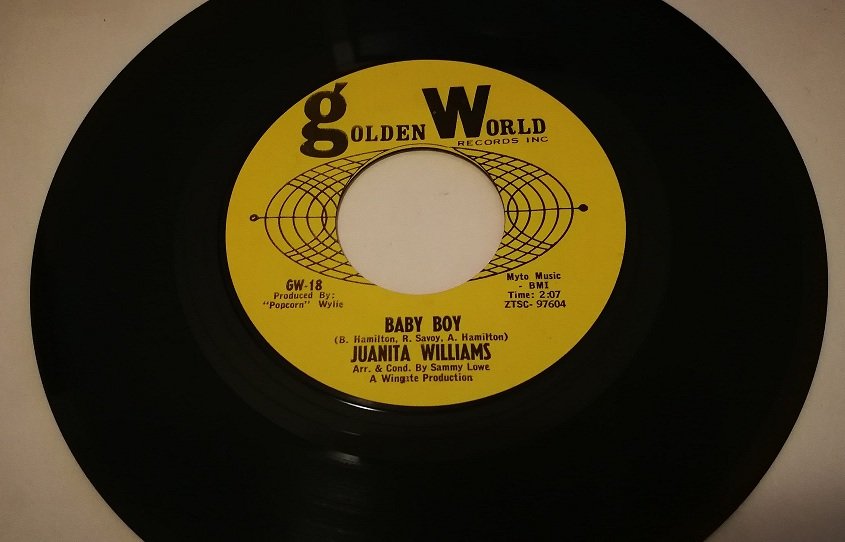 golden World
RECORDS INC
GW-18
Produced By:
"Popcorn" Wylie
Myto Music
- BMI
Time: 2:07
ZTSC- 97604
BABY BOY
(B. Hamilton, R. Savoy, A. Hamilton)
JUANITA WILLIAMS
Arr. & Cond. By Sammy Lowe
A Wingate Production